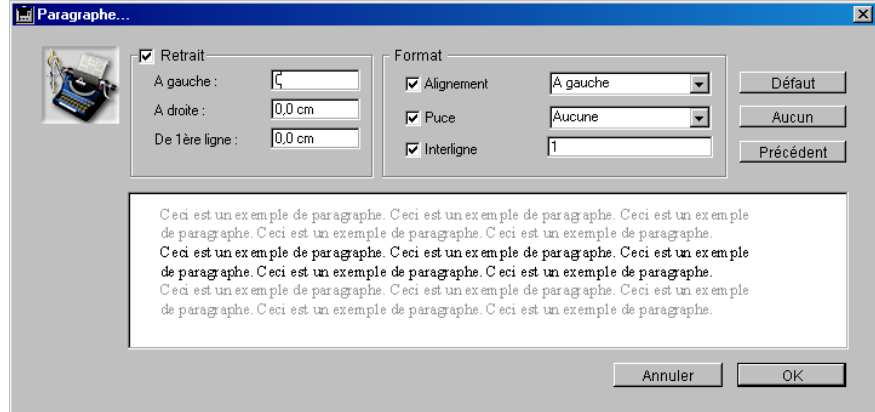 Paragraphe...
Retrait
A gauche :
A droite :
0,0 cm
De 1ère ligne :
0,0 cm
Format
Alignement
A gauche
Puce
Aucune
Interligne
1
Défaut
Aucun
Précédent
Ceci est un exemple de paragraphe. Ceci est un exemple de paragraphe. Ceci est un exemple
de paragraphe. Ceci est un exemple de paragraphe. Ceci est un exemple de paragraphe.
Ceci est un exemple de paragraphe. Ceci est un exemple de paragraphe. Ceci est un exemple
de paragraphe. Ceci est un exemple de paragraphe. Ceci est un exemple de paragraphe.
Ceci est un exemple de paragraphe. Ceci est un exemple de paragraphe. Ceci est un exemple
de paragraphe. Ceci est un exemple de paragraphe. Ceci est un exemple de paragraphe.
Annuler
OK